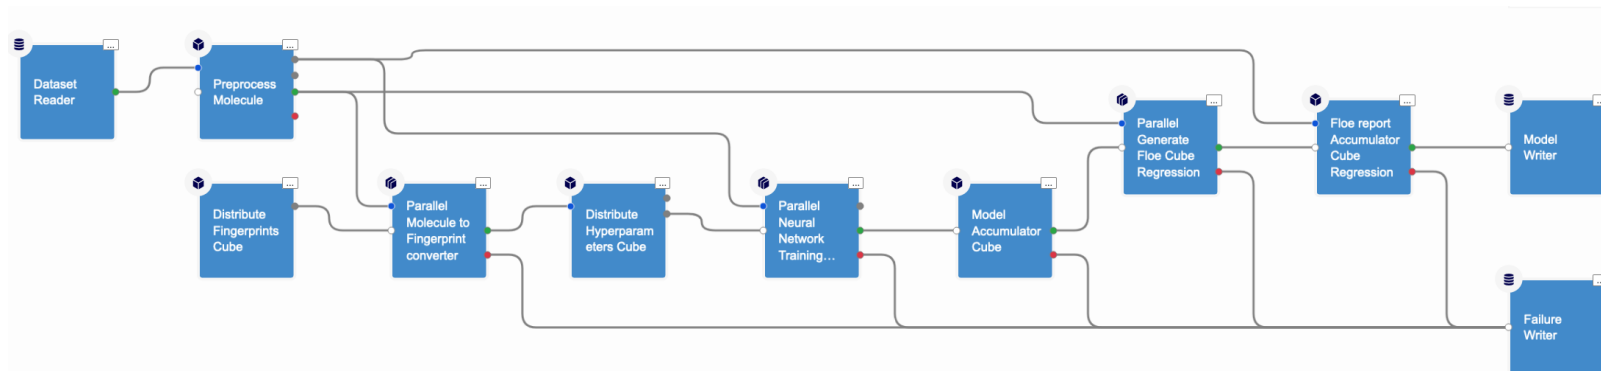 Dataset
Reader
Preprocess
Molecule
Distribute
Fingerprints
Cube
Parallel
Molecule to
Fingerprint
converter
Distribute
Hyperparam
eters Cube
Parallel
Neural
Network
Training...
Model
Accumulator
Cube
Parallel
Generate
Floe Cube
Regression
Floe report
Accumulator
Cube
Regression
Model
Writer
Failure
Writer